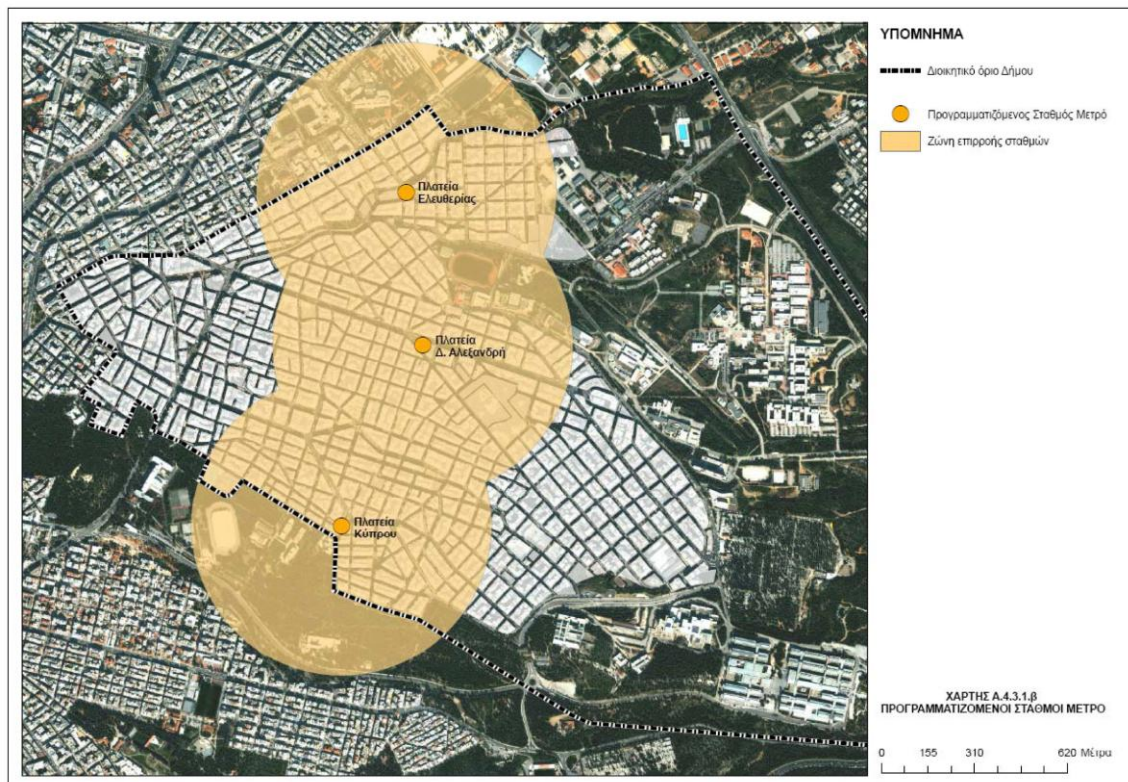 ΥΠΟΜΝΗΜΑ
Διοικητικό όριο Δήμου
Προγραμματιζόμενος Σταθμός Μετρό
Ζώνη επιρροής σταθμών
Πλατεία
Ελευθερίας
Πλατεία
Δ. Αλεξανδρή
Πλατεία
Κύπρου
ΧΑΡΤΗΣ Α.4.3.1.β
ΠΡΟΓΡΑΜΜΑΤΙΖΟΜΕΝΟΙ ΣΤΑΘΜΟΙ ΜΕΤΡΟ
0 155 310 620 Μέτρα